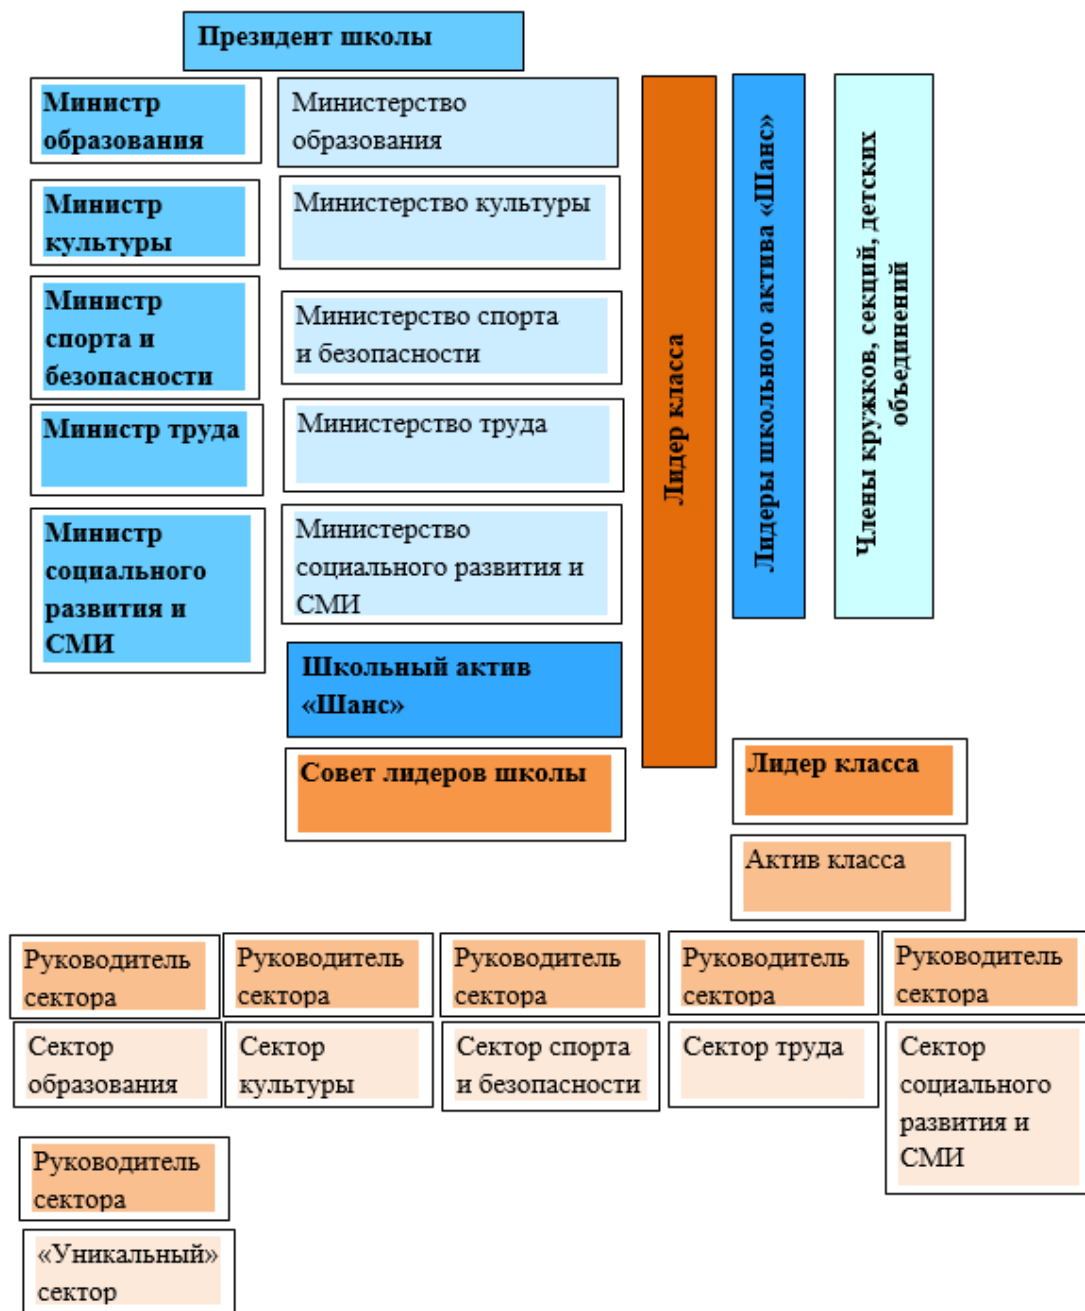 Президент школы
Министр
образования
Министерство
образования
Министр
культуры
Министерство культуры
Министр
спорта и
безопасности
Министерство спорта
и безопасности
Министр труда
Министерство труда
Министр
социального
развития и
СМИ
Министерство
социального развития и
СМИ
Школьный актив
«Шанс»
Совет лидеров школы
Лидер класса
Лидеры школьного актива «Шанс»
Члены кружков, секций, детских
объединений
Лидер класса
Актив класса
Руководитель
сектора
Руководитель
сектора
Руководитель
сектора
Руководитель
сектора
Руководитель
сектора
Сектор
образования
Сектор
культуры
Сектор спорта
и безопасности
Сектор труда
Сектор
социального
развития и
СМИ
Руководитель
сектора
«Уникальный»
сектор